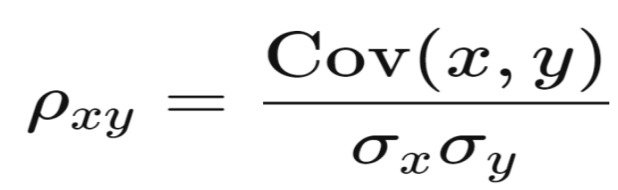 ρxy = Cov(x, y) / σxσy